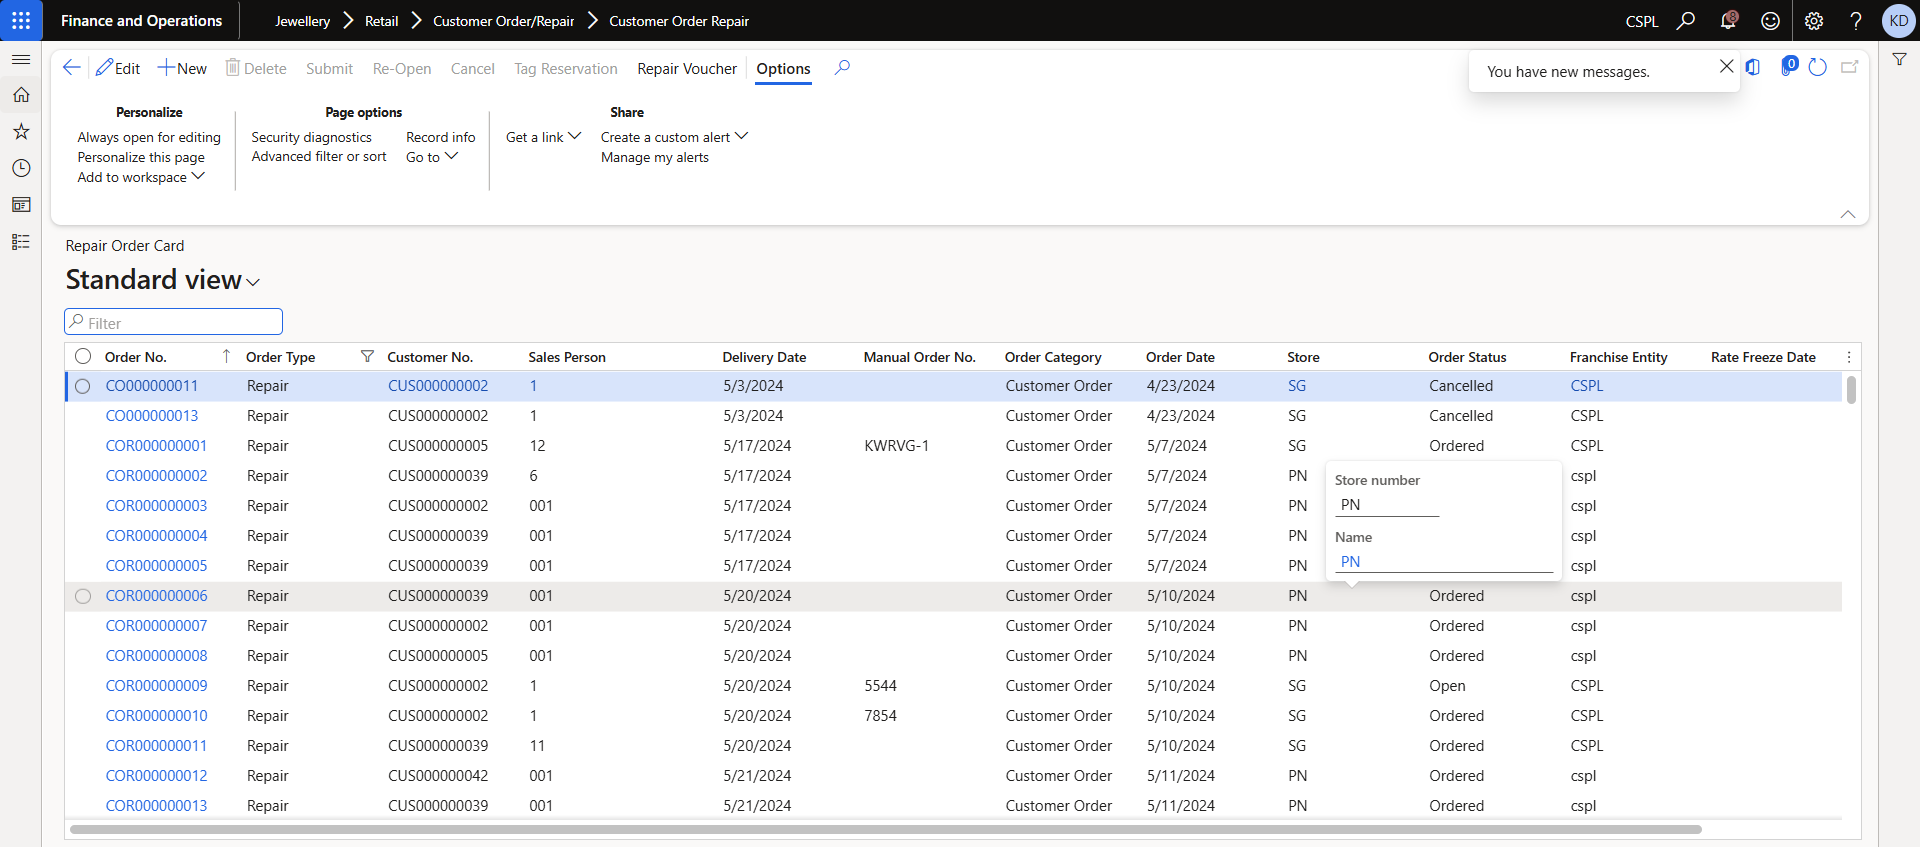 Finance and Operations
Jewellery > Retail > Customer Order/Repair > Customer Order Repair
CSPL
8
?
KD
Edit
New
Delete
Submit
Re-Open
Cancel
Tag Reservation
Repair Voucher
Options
You have new messages.
0
Personalize
Always open for editing
Personalize this page
Add to workspace
Page options
Security diagnostics
Advanced filter or sort
Record info
Go to
Share
Get a link
Create a custom alert
Manage my alerts
Repair Order Card
Standard view
Filter
Order No. Order Type Customer No. Sales Person Delivery Date Manual Order No. Order Category Order Date Store Order Status Franchise Entity Rate Freeze Date
CO000000011 Repair CUS000000002 1 5/3/2024 Customer Order 4/23/2024 SG Cancelled CSPL
CO000000013 Repair CUS000000002 1 5/3/2024 Customer Order 4/23/2024 SG Cancelled CSPL
COR000000001 Repair CUS000000005 12 5/17/2024 KWRVG-1 Customer Order 5/7/2024 SG Ordered CSPL
COR000000002 Repair CUS000000039 6 5/17/2024 Customer Order 5/7/2024 PN cspl
COR000000003 Repair CUS000000002 001 5/17/2024 Customer Order 5/7/2024 PN cspl
COR000000004 Repair CUS000000039 001 5/17/2024 Customer Order 5/7/2024 PN cspl
COR000000005 Repair CUS000000039 001 5/17/2024 Customer Order 5/7/2024 PN cspl
Store number
PN
Name
PN
COR000000006 Repair CUS000000039 001 5/20/2024 Customer Order 5/10/2024 PN Ordered cspl
COR000000007 Repair CUS000000002 001 5/20/2024 Customer Order 5/10/2024 PN Ordered cspl
COR000000008 Repair CUS000000005 001 5/20/2024 Customer Order 5/10/2024 PN Ordered cspl
COR000000009 Repair CUS000000002 1 5/20/2024 5544 Customer Order 5/10/2024 SG Open CSPL
COR000000010 Repair CUS000000002 1 5/20/2024 7854 Customer Order 5/10/2024 SG Ordered CSPL
COR000000011 Repair CUS000000039 11 5/20/2024 Customer Order 5/10/2024 SG Ordered CSPL
COR000000012 Repair CUS000000042 001 5/21/2024 Customer Order 5/11/2024 PN Ordered cspl
COR000000013 Repair CUS000000039 001 5/21/2024 Customer Order 5/11/2024 PN Ordered cspl